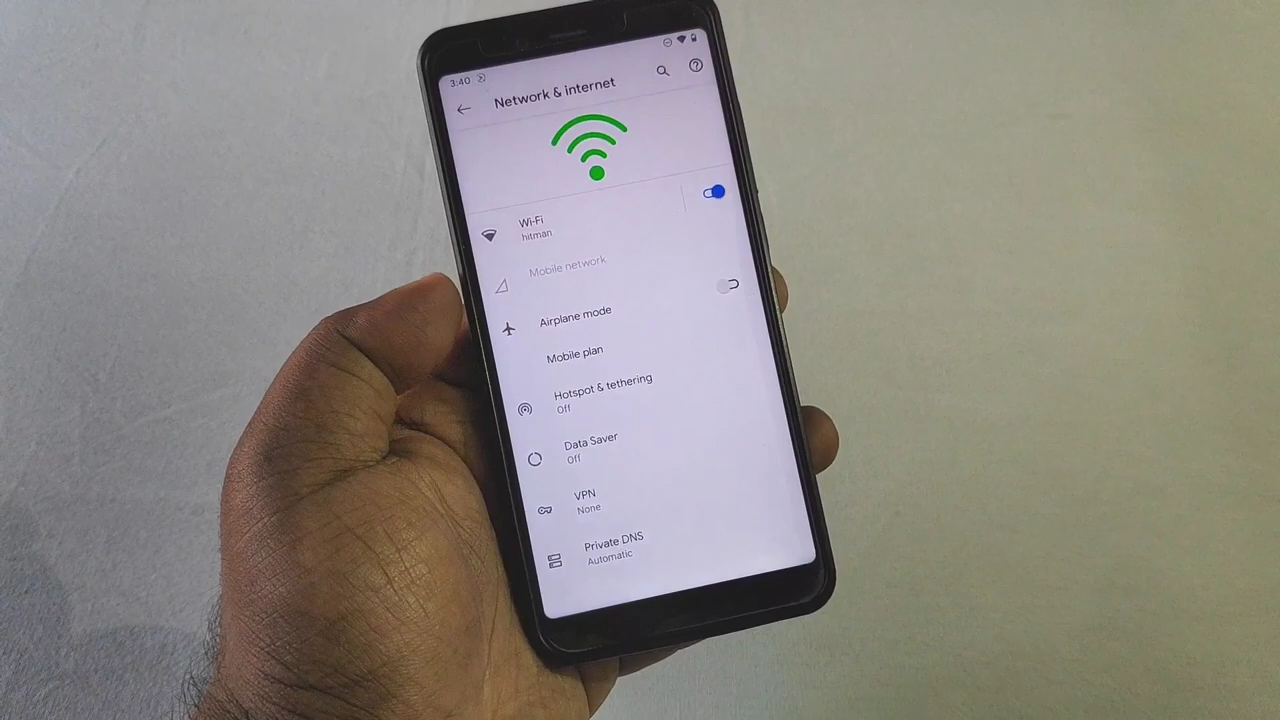 3:40
Network & internet
Wi-Fi
hitman
Mobile network
Airplane mode
Mobile plan
Hotspot & tethering
Off
Data Saver
Off
VPN
None
Private DNS
Automatic